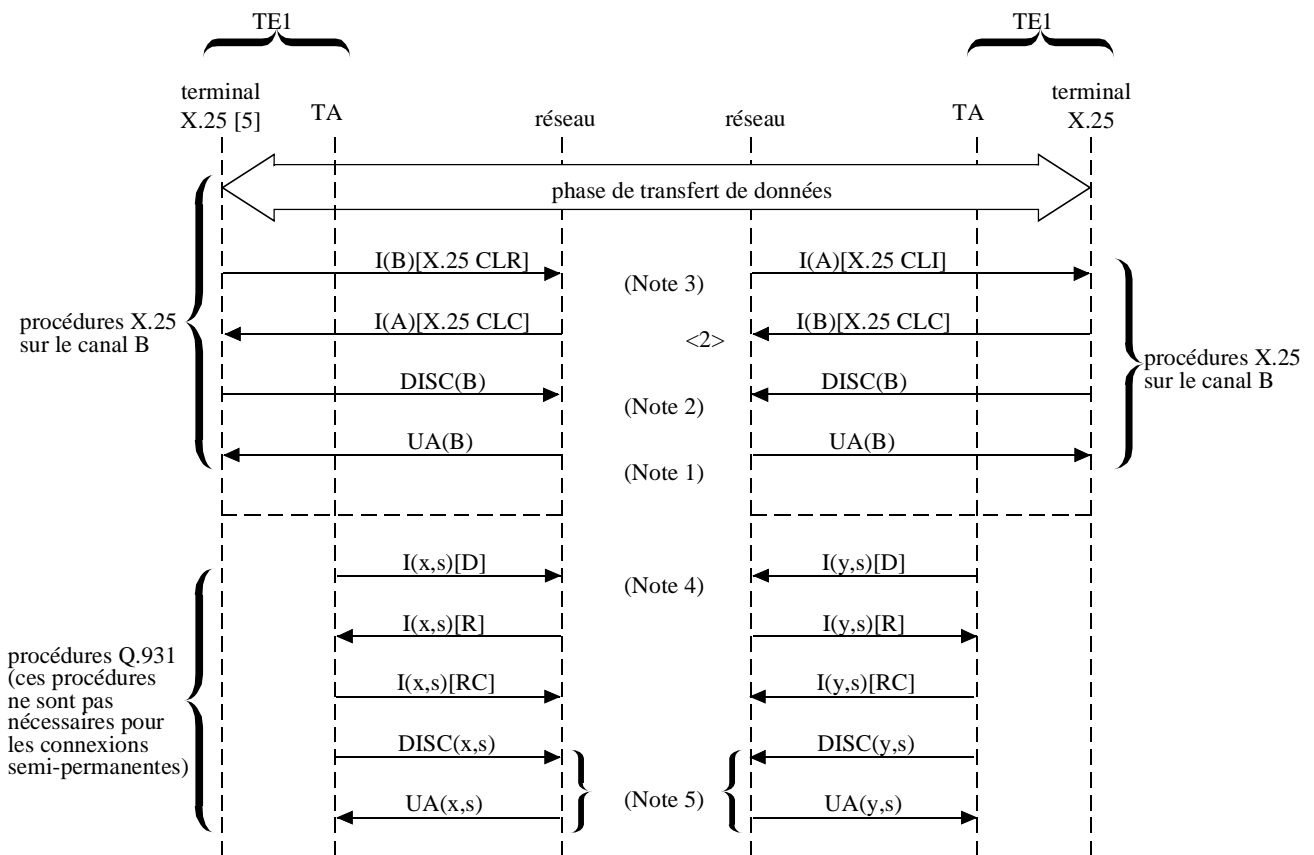 TE1
TE1
terminal
X.25 [5]
TA
réseau
réseau
TA
terminal
X.25
phase de transfert de données
I(B)[X.25 CLR]
(Note 3)
I(A)[X.25 CLI]
procédures X.25
sur le canal B
I(A)[X.25 CLC]
<2>
I(B)[X.25 CLC]
procédures X.25
sur le canal B
DISC(B)
(Note 2)
DISC(B)
UA(B)
(Note 1)
UA(B)
I(x,s)[D]
(Note 4)
I(y,s)[D]
I(x,s)[R]
I(y,s)[R]
procédures Q.931
(ces procédures
ne sont pas
nécessaires pour
les connexions
semi-permanentes)
I(x,s)[RC]
I(y,s)[RC]
DISC(x,s)
DISC(y,s)
UA(x,s)
(Note 5)
UA(y,s)